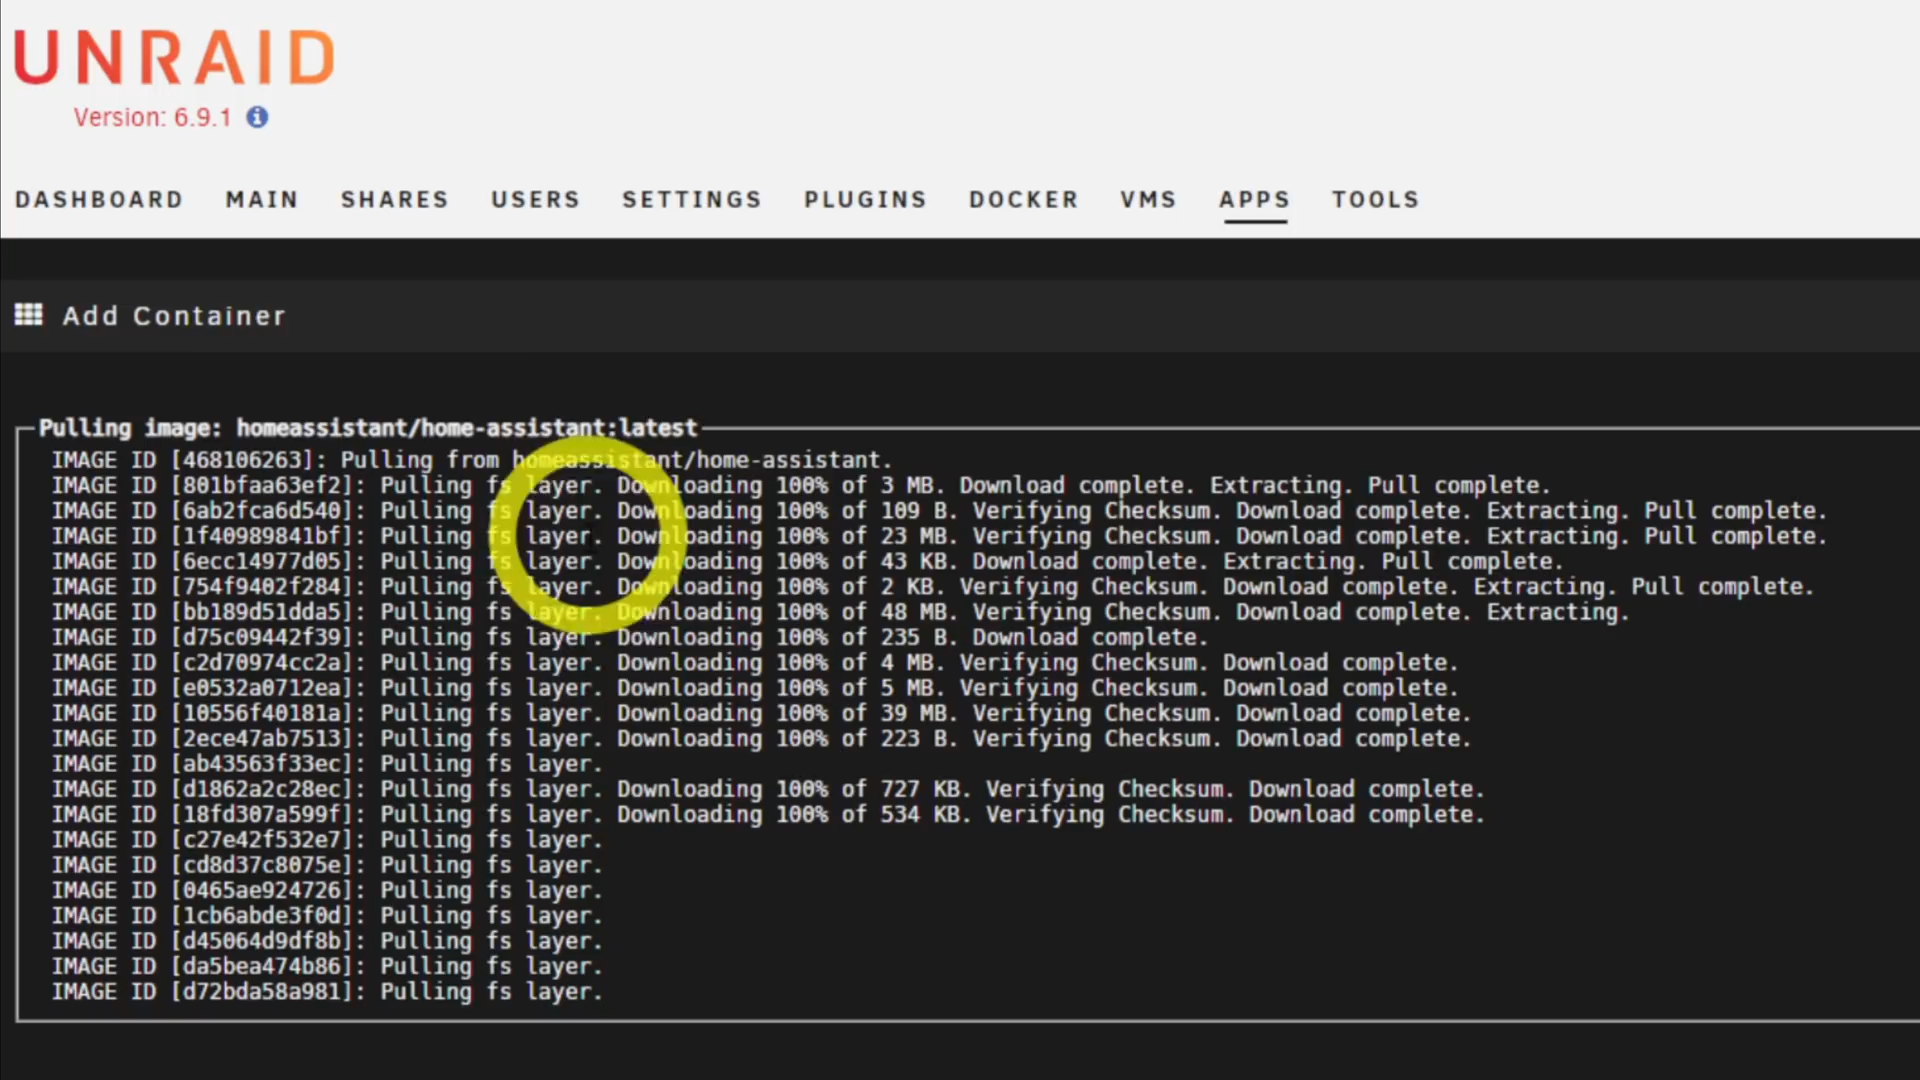 UNRAID
Version: 6.9.1
DASHBOARD MAIN SHARES USERS SETTINGS PLUGINS DOCKER VMS APPS TOOLS
Add Container
Pulling image: homeassistant/home-assistant:latest
IMAGE ID [468106263]: Pulling from homeassistant/home-assistant.
IMAGE ID [801bfaa63ef2]: Pulling fs layer. Downloading 100% of 3 MB. Download complete. Extracting. Pull complete.
IMAGE ID [6ab2fca6d540]: Pulling fs layer. Downloading 100% of 109 B. Verifying Checksum. Download complete. Extracting. Pull complete.
IMAGE ID [1f40989841bf]: Pulling fs layer. Downloading 100% of 23 MB. Verifying Checksum. Download complete. Extracting. Pull complete.
IMAGE ID [6ecc14977d05]: Pulling fs layer. Downloading 100% of 43 KB. Download complete. Extracting. Pull complete.
IMAGE ID [754f9402f284]: Pulling fs layer. Downloading 100% of 2 KB. Verifying Checksum. Download complete. Extracting. Pull complete.
IMAGE ID [bb189d51dda5]: Pulling fs layer. Downloading 100% of 48 MB. Verifying Checksum. Download complete. Extracting.
IMAGE ID [d75c09442f39]: Pulling fs layer. Downloading 100% of 235 B. Download complete.
IMAGE ID [c2d70974cc2a]: Pulling fs layer. Downloading 100% of 4 MB. Verifying Checksum. Download complete.
IMAGE ID [e0532a0712ea]: Pulling fs layer. Downloading 100% of 5 MB. Verifying Checksum. Download complete.
IMAGE ID [10556f40181a]: Pulling fs layer. Downloading 100% of 39 MB. Verifying Checksum. Download complete.
IMAGE ID [2ece47ab7513]: Pulling fs layer. Downloading 100% of 223 B. Verifying Checksum. Download complete.
IMAGE ID [ab43563f33ec]: Pulling fs layer.
IMAGE ID [d1862a2c28ec]: Pulling fs layer. Downloading 100% of 727 KB. Verifying Checksum. Download complete.
IMAGE ID [18fd307a599f]: Pulling fs layer. Downloading 100% of 534 KB. Verifying Checksum. Download complete.
IMAGE ID [c27e42f532e7]: Pulling fs layer.
IMAGE ID [cd8d37c8075e]: Pulling fs layer.
IMAGE ID [0465ae924726]: Pulling fs layer.
IMAGE ID [1cb6abde3f0d]: Pulling fs layer.
IMAGE ID [d45064d9df8b]: Pulling fs layer.
IMAGE ID [da5bea474b86]: Pulling fs layer.
IMAGE ID [d72bda58a981]: Pulling fs layer.